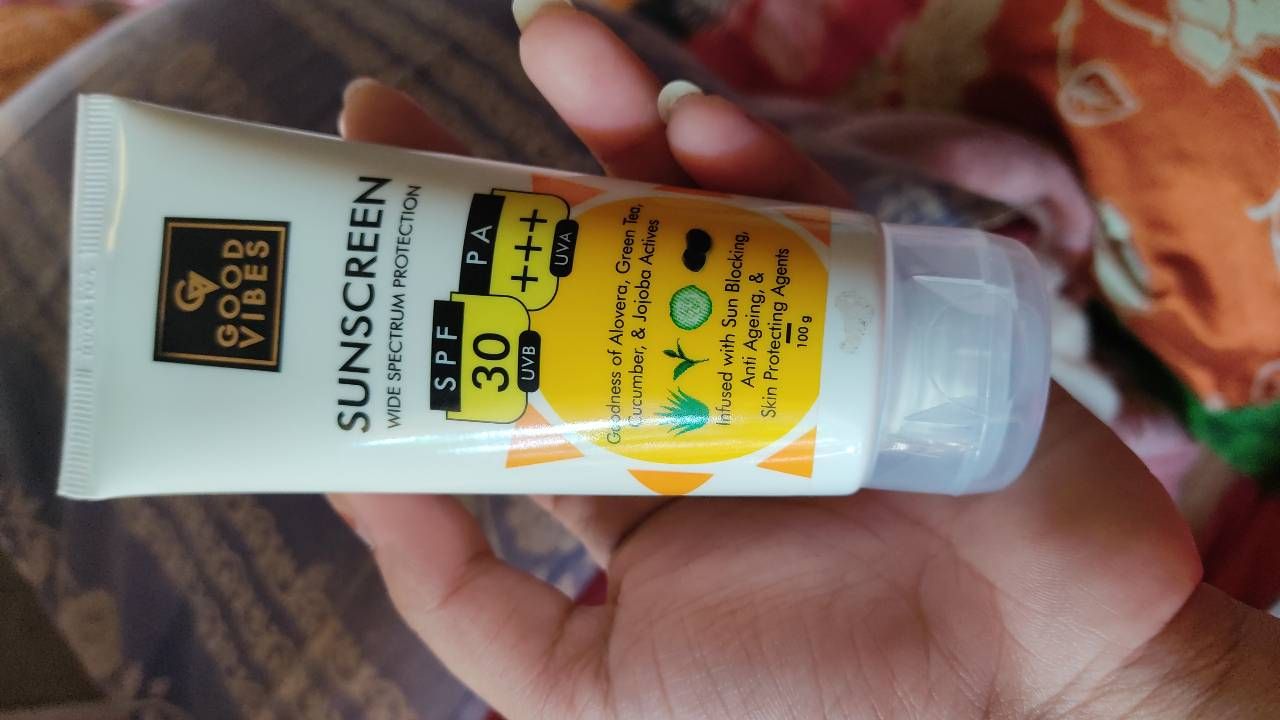 GV
GOOD
VIBES
SUNSCREEN
WIDE SPECTRUM PROTECTION
SPF
30
UVB
PA
+++
UVA
Goodness of Alovera, Green Tea,
Cucumber, & Jojoba Actives
Infused with Sun Blocking,
Anti Ageing, &
Skin Protecting Agents
100 g